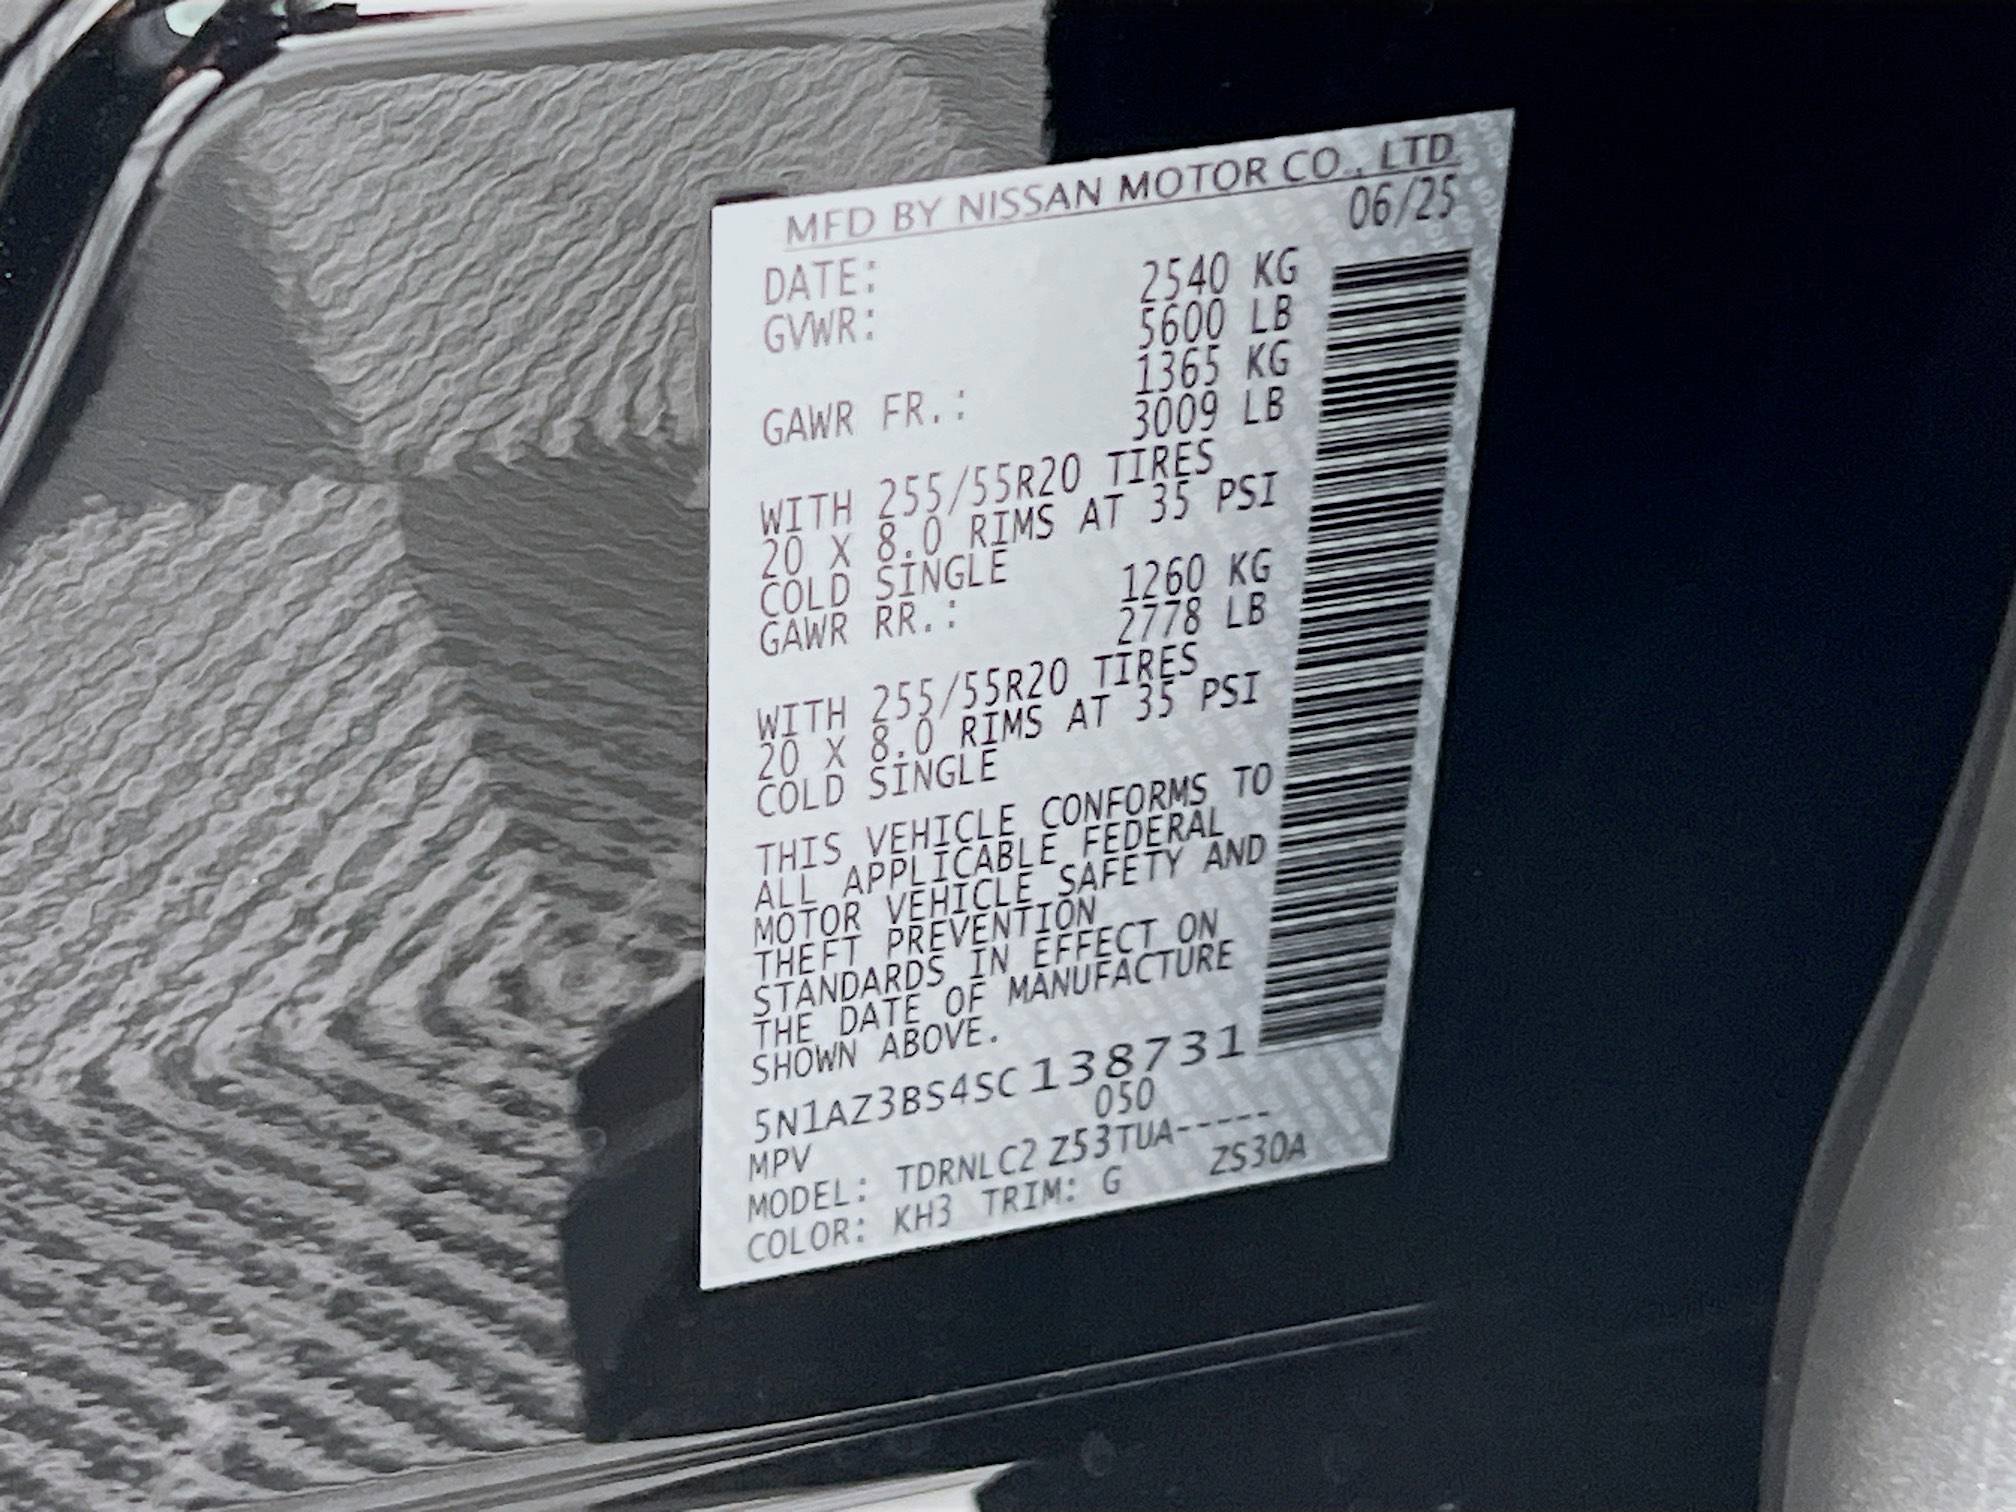 MFD BY NISSAN MOTOR CO., LTD.
DATE: 06/25
GVWR: 2540 KG
5600 LB
GAWR FR.: 1365 KG
3009 LB
WITH 255/55R20 TIRES
20 X 8.0 RIMS AT 35 PSI
COLD SINGLE
GAWR RR.: 1260 KG
2778 LB
WITH 255/55R20 TIRES
20 X 8.0 RIMS AT 35 PSI
COLD SINGLE
THIS VEHICLE CONFORMS TO
ALL APPLICABLE FEDERAL
MOTOR VEHICLE SAFETY AND
THEFT PREVENTION
STANDARDS IN EFFECT ON
THE DATE OF MANUFACTURE
SHOWN ABOVE.
5N1AZ3BS4SC138731
MPV 050
MODEL: TDRNLC2 Z53TUA-----
COLOR: KH3 TRIM: G ZS30A